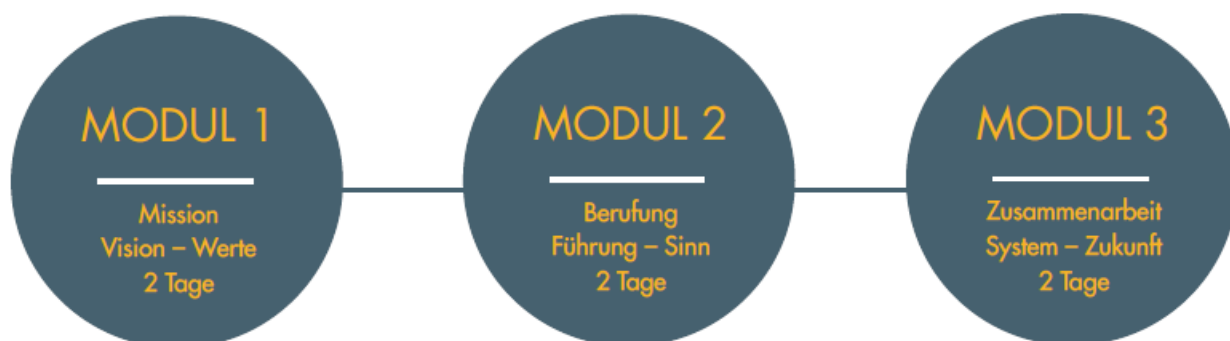 MODUL 1
Mission
Vision – Werte
2 Tage
MODUL 2
Berufung
Führung – Sinn
2 Tage
MODUL 3
Zusammenarbeit
System – Zukunft
2 Tage